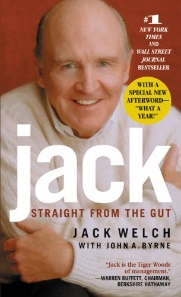 #1
NEW YORK
TIMES
AND
WALL STREET
JOURNAL
BESTSELLER
WITH A
SPECIAL NEW
AFTERWORD—
"WHAT A
YEAR!"
jack
STRAIGHT FROM THE GUT
JACK WELCH
WITH JOHN A. BYRNE
"Jack is the Tiger Woods
of management."
WARREN BUFFETT, CHAIRMAN,
BERKSHIRE HATHAWAY